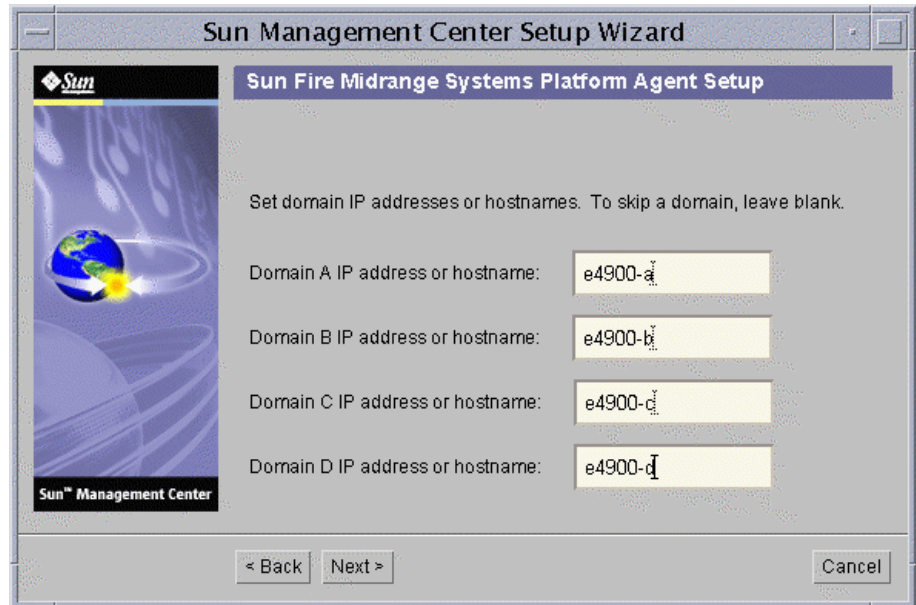 Sun Management Center Setup Wizard
Sun
Sun Fire Midrange Systems Platform Agent Setup
Set domain IP addresses or hostnames. To skip a domain, leave blank.
Domain A IP address or hostname: e4900-a
Domain B IP address or hostname: e4900-b
Domain C IP address or hostname: e4900-c
Domain D IP address or hostname: e4900-d
Sun™ Management Center
< Back Next > Cancel